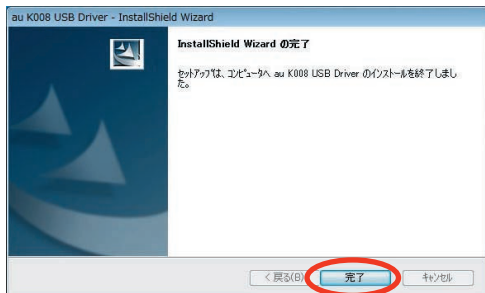 au K008 USB Driver - InstallShield Wizard
InstallShield Wizard の完了
ｾｯﾄｱｯﾌﾟは、ｺﾝﾋﾟｭｰﾀへ au K008 USB Driver のｲﾝｽﾄｰﾙを終了しまし
た。
< 戻る(B)
完了
ｷｬﾝｾﾙ